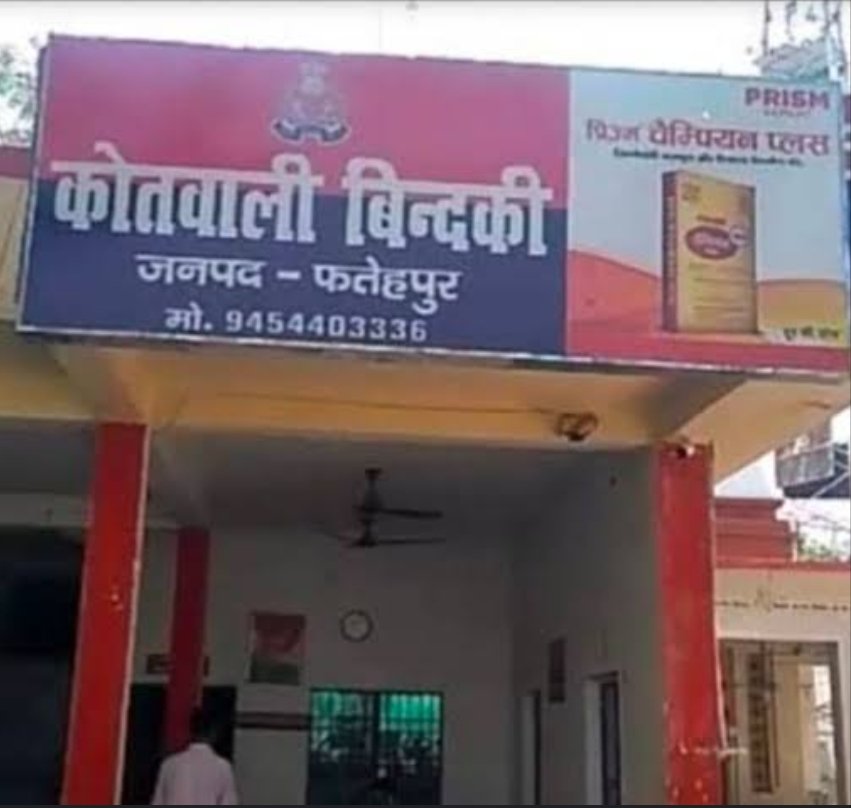 कोतवाली बिन्दकी
जनपद - फतेहपुर
मो. 9454403336
PRISM
प्रिज़्म चैम्पियन प्लस